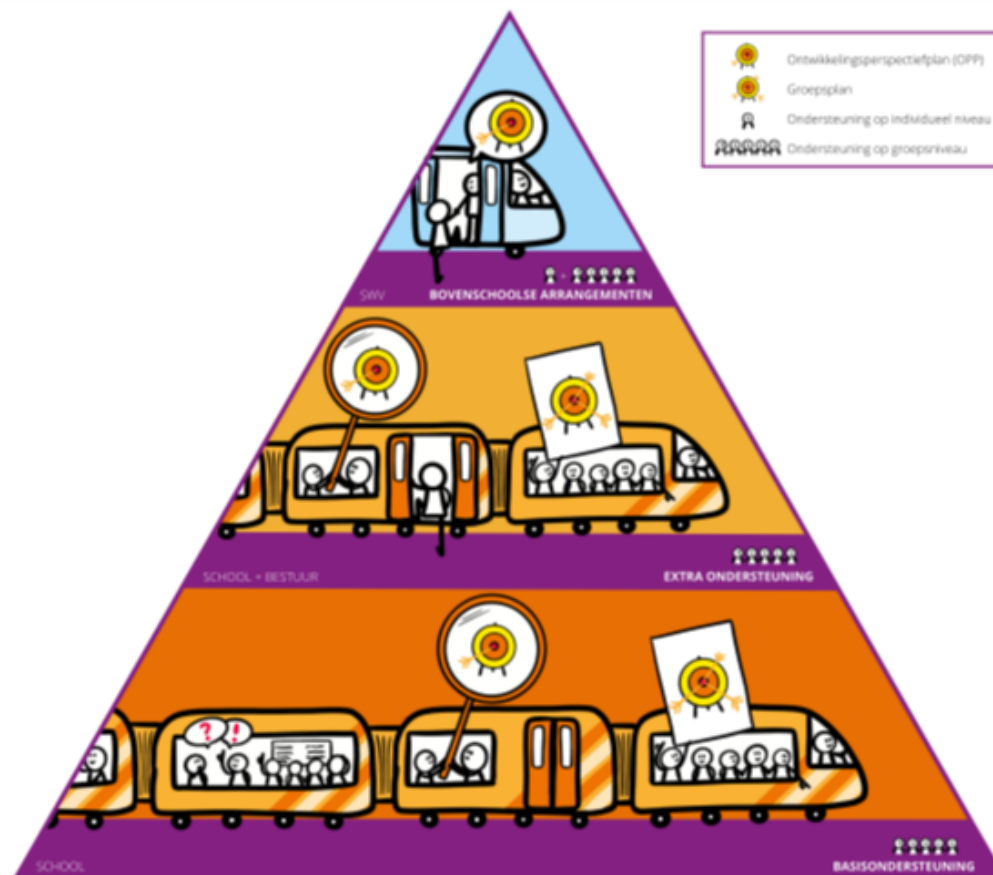 Ontwikkelingsperspectiefplan (OPP)
Groepsplan
Ondersteuning op individueel niveau
Ondersteuning op groepsniveau
+
SWV BOVENSCHOOLSE ARRANGEMENTEN
SCHOOL + BESTUUR EXTRA ONDERSTEUNING
? !
SCHOOL BASISONDERSTEUNING